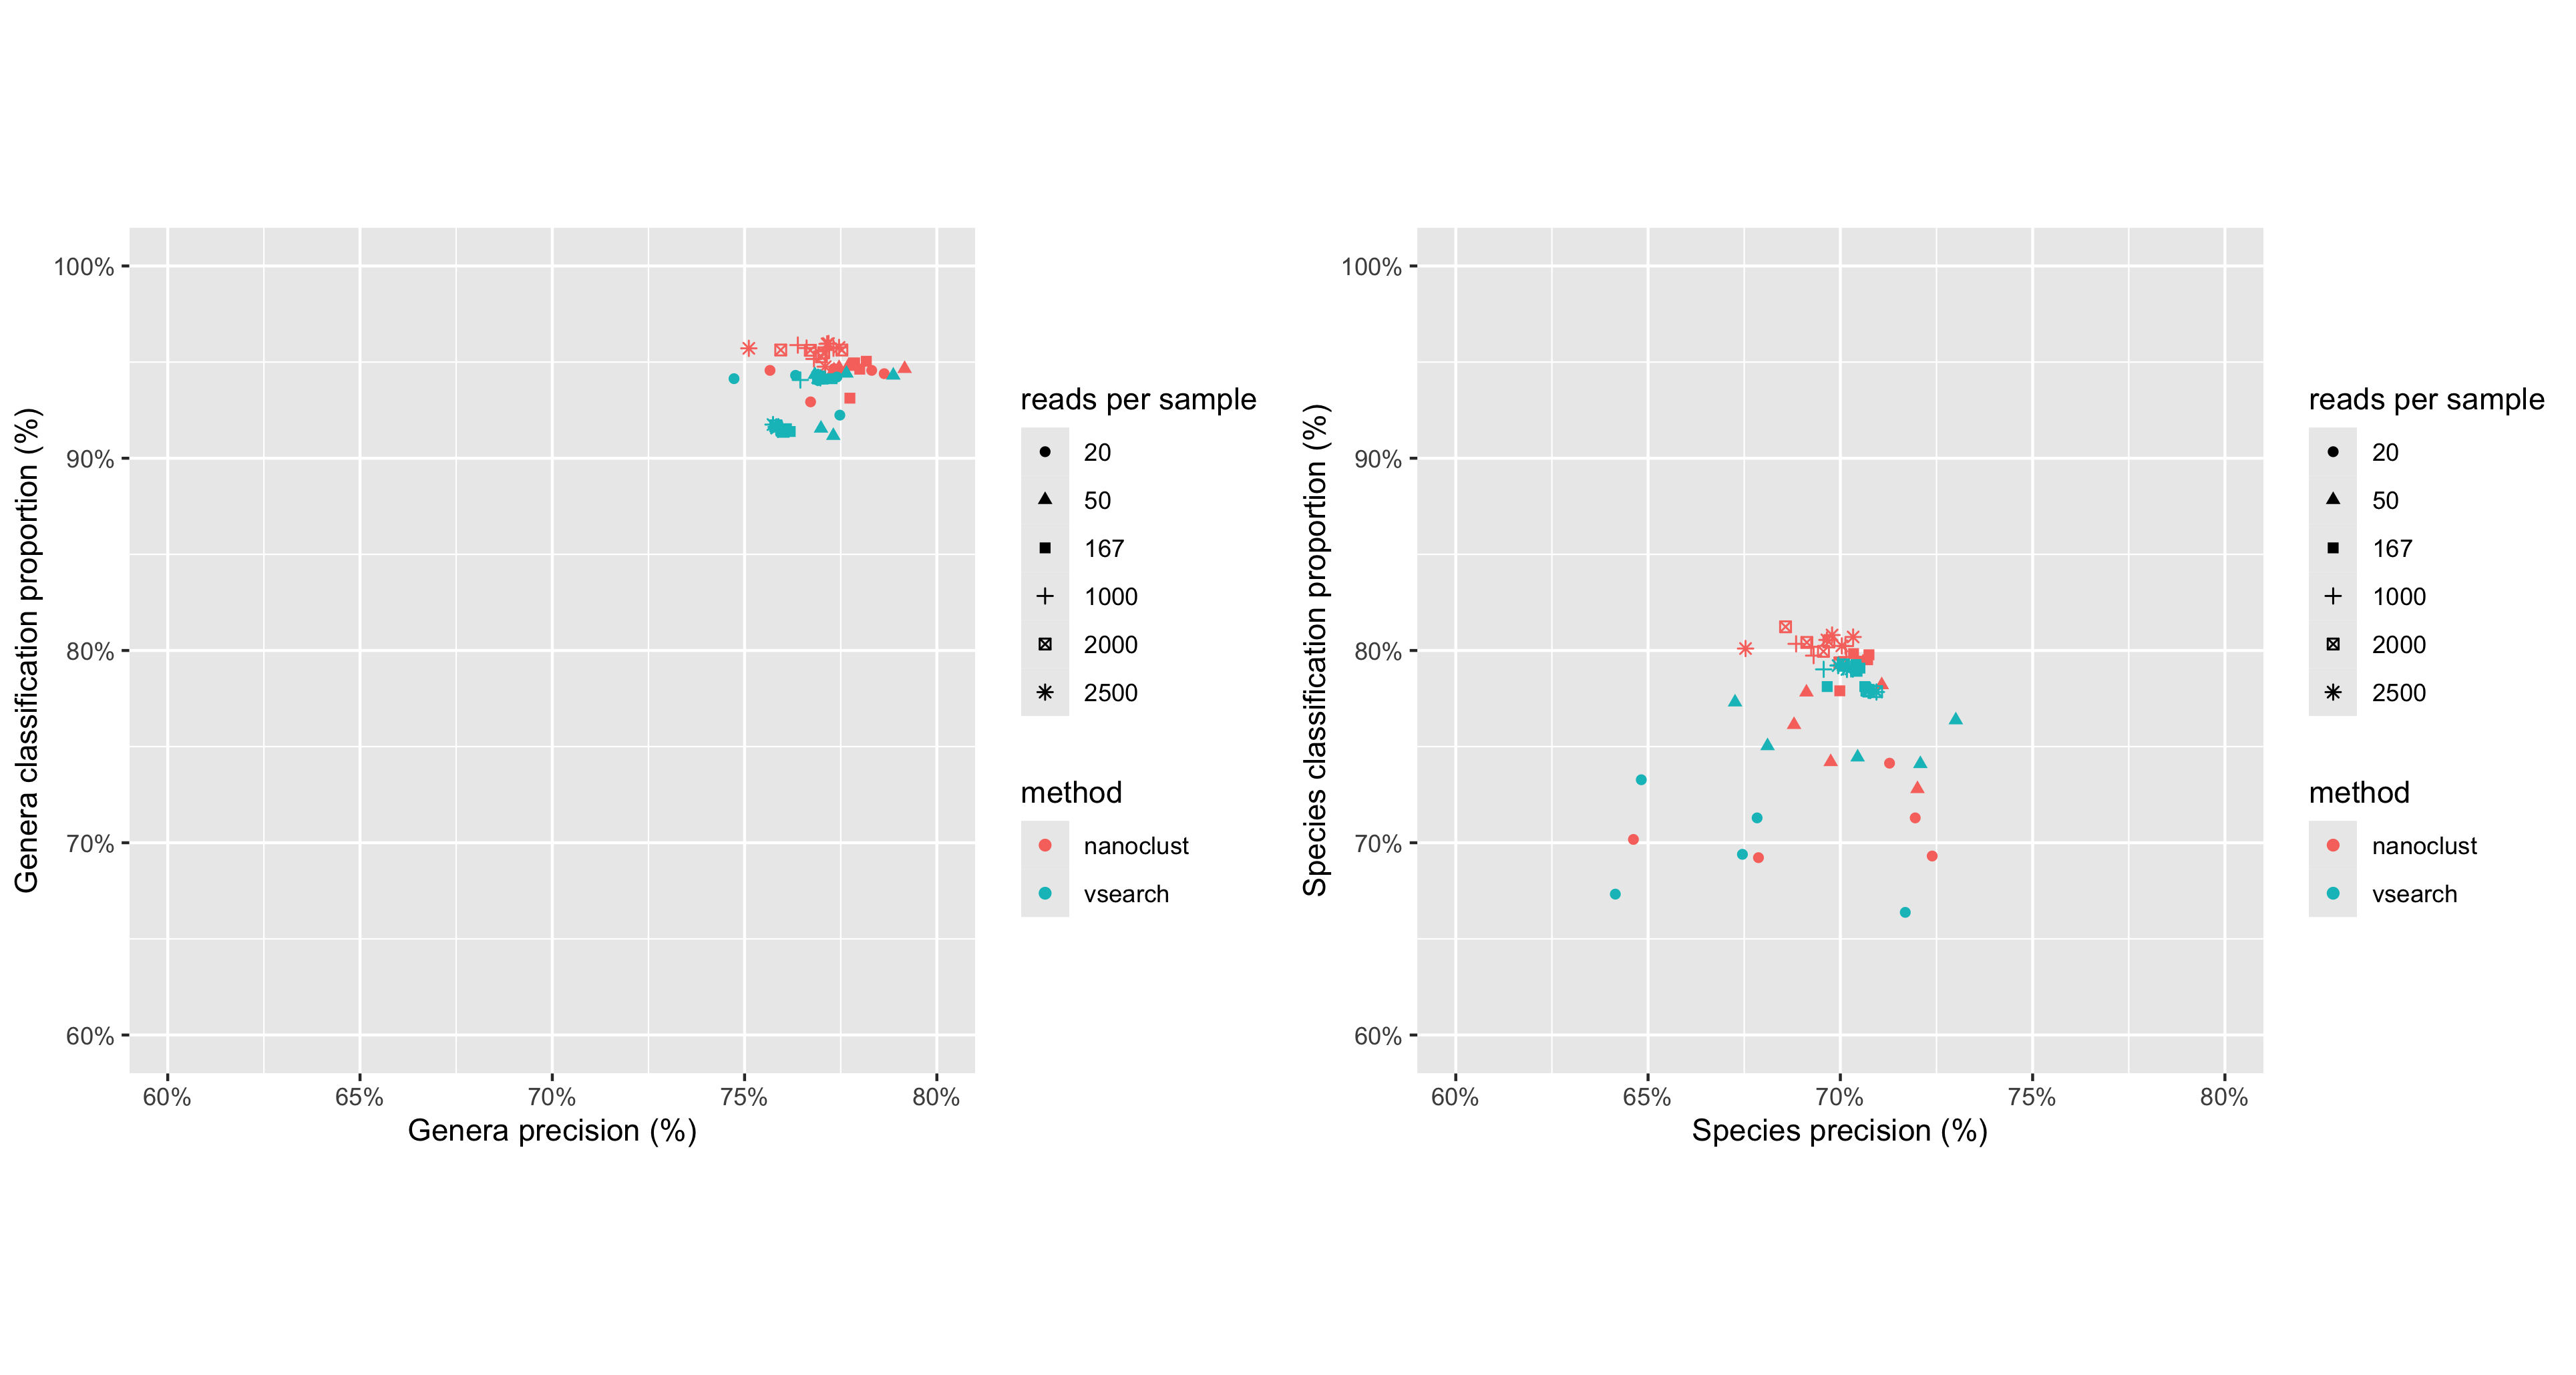 Genera classification proportion (%)
100%
90%
80%
70%
60%
60% 65% 70% 75% 80%
Genera precision (%)
reads per sample
20
50
167
1000
2000
2500
method
nanoclust
vsearch
Species classification proportion (%)
100%
90%
80%
70%
60%
60% 65% 70% 75% 80%
Species precision (%)
reads per sample
20
50
167
1000
2000
2500
method
nanoclust
vsearch